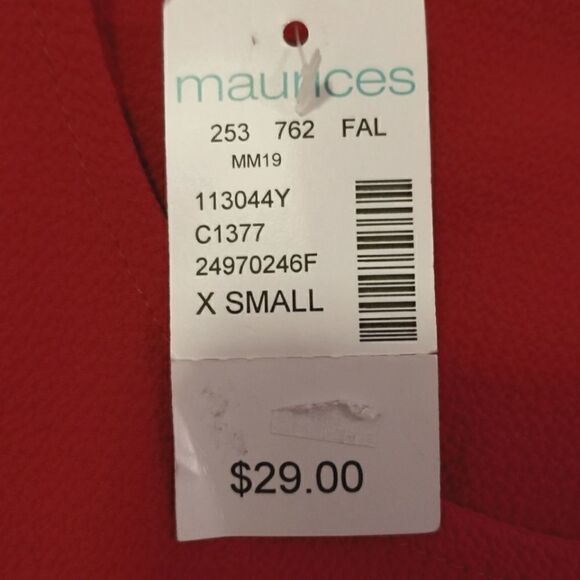 maurices
253 762 FAL
MM19
113044Y
C1377
24970246F
X SMALL
$29.00